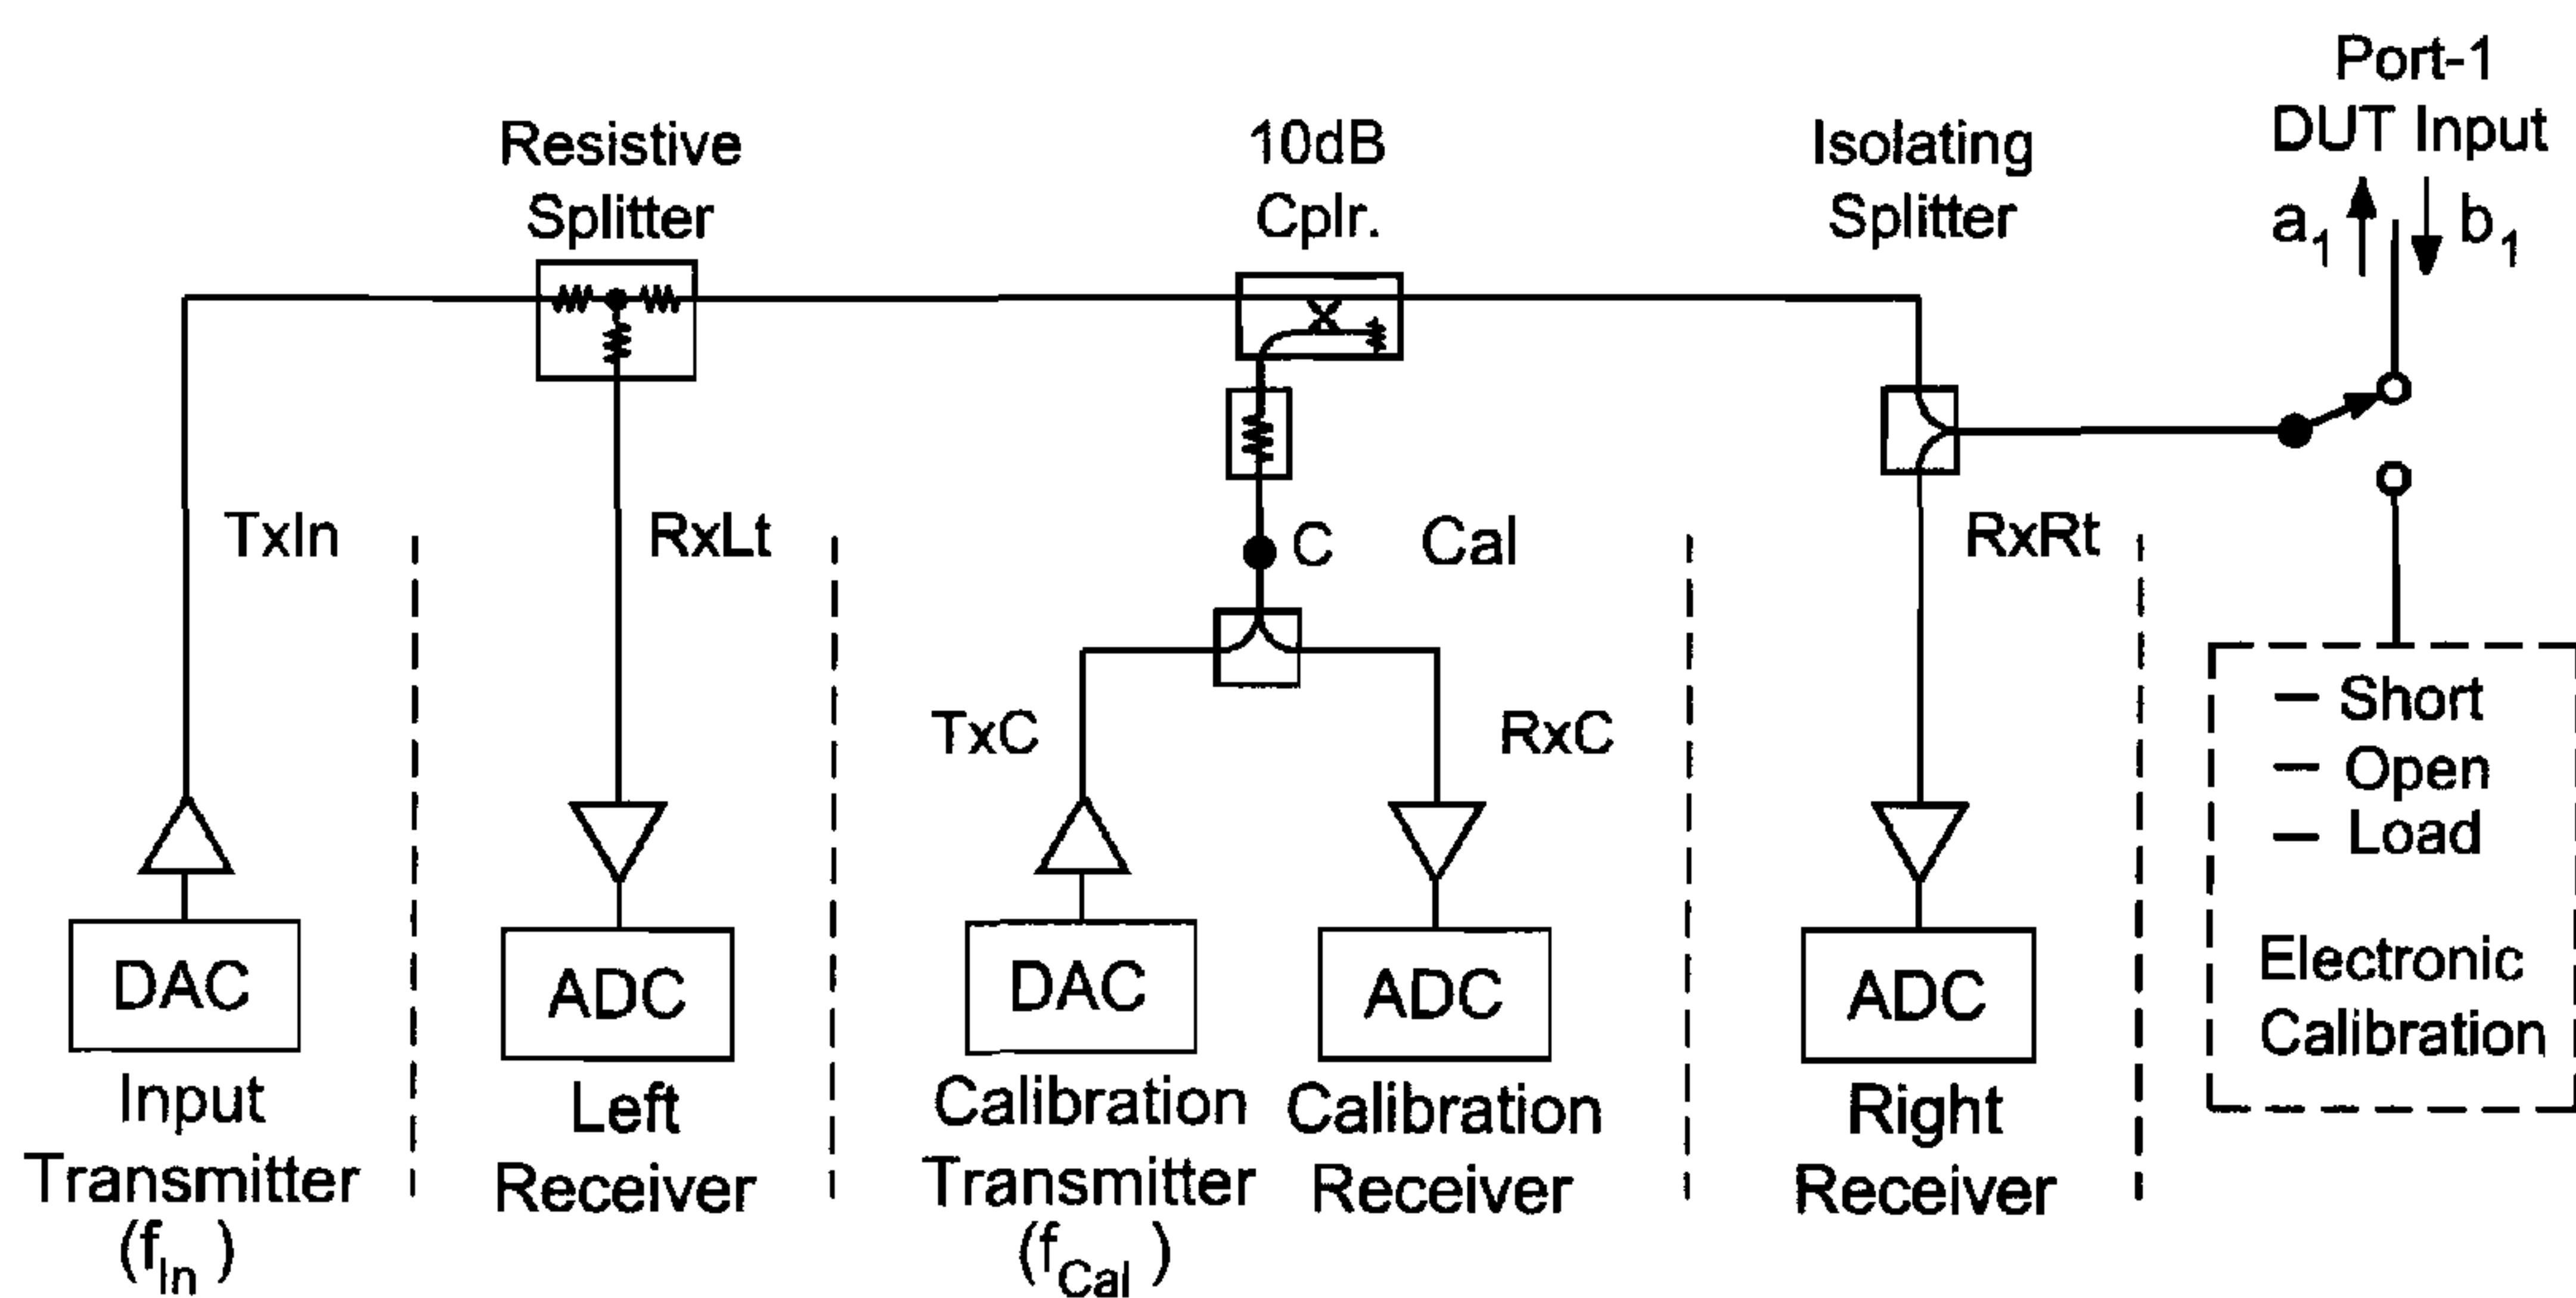 Resistive
Splitter
10dB
Cplr.
Isolating
Splitter
Port-1
DUT Input
a1
b1
TxIn
RxLt
C
Cal
RxRt
TxC
RxC
Short
Open
Load
Electronic
Calibration
DAC
ADC
DAC
ADC
ADC
Input
Transmitter
(fIn )
Left
Receiver
Calibration
Transmitter
(fCal )
Calibration
Receiver
Right
Receiver